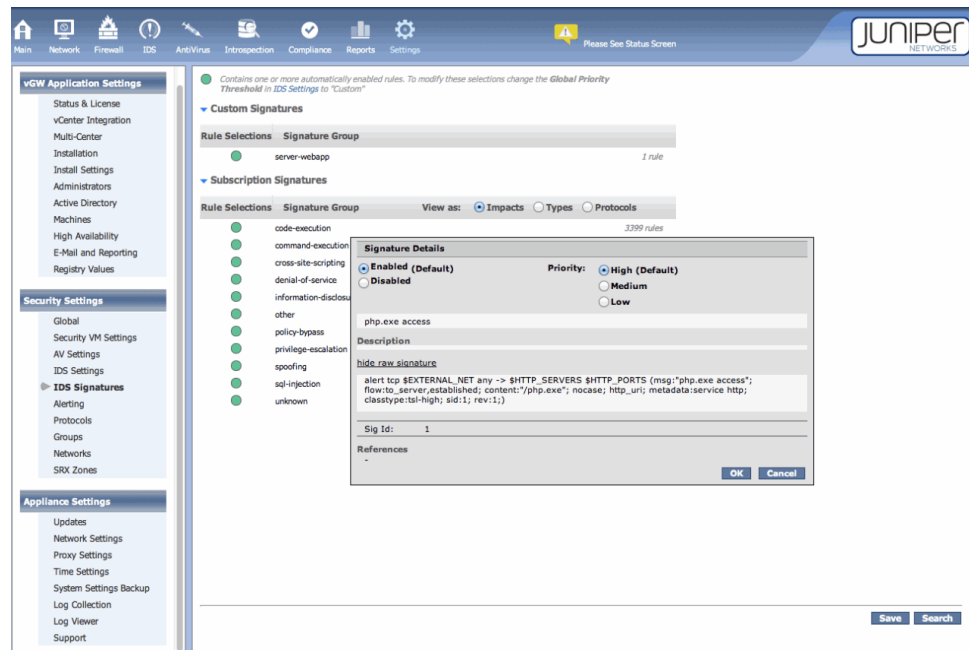 Main Network Firewall IDS AntiVirus Introspection Compliance Reports Settings
Please See Status Screen
JUNIPER
NETWORKS
vGW Application Settings
Status & License
vCenter Integration
Multi-Center
Installation
Install Settings
Administrators
Active Directory
Machines
High Availability
E-Mail and Reporting
Registry Values
Security Settings
Global
Security VM Settings
AV Settings
IDS Settings
IDS Signatures
Alerting
Protocols
Groups
Networks
SRX Zones
Appliance Settings
Updates
Network Settings
Proxy Settings
Time Settings
System Settings Backup
Log Collection
Log Viewer
Support
Contains one or more automatically enabled rules. To modify these selections change the Global Priority
Threshold in IDS Settings to "Custom"
Custom Signatures
Rule Selections Signature Group
server-webapp 1 rule
Subscription Signatures
Rule Selections Signature Group View as: Impacts Types Protocols
code-execution 3399 rules
command-execution
cross-site-scripting
denial-of-service
information-disclosu
other
policy-bypass
privilege-escalation
spoofing
sql-injection
unknown
Signature Details
Enabled (Default) Priority: High (Default)
Disabled Medium
Low
php.exe access
Description
hide raw signature
alert tcp $EXTERNAL_NET any -> $HTTP_SERVERS $HTTP_PORTS (msg:"php.exe access";
flow:to_server,established; content:"/php.exe"; nocase; http_uri; metadata:service http;
classtype:tsl-high; sid:1; rev:1;)
Sig Id: 1
References
-
OK Cancel
Save Search